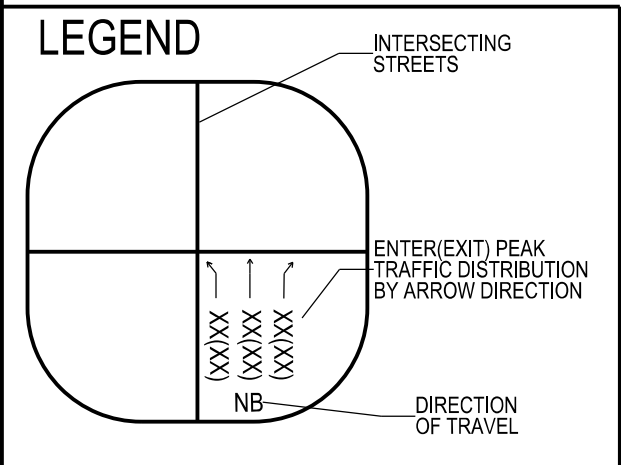 LEGEND
INTERSECTING
STREETS
ENTER(EXIT) PEAK
TRAFFIC DISTRIBUTION
BY ARROW DIRECTION
(XX)XX
(XX)XX
(XX)XX
NB
DIRECTION
OF TRAVEL